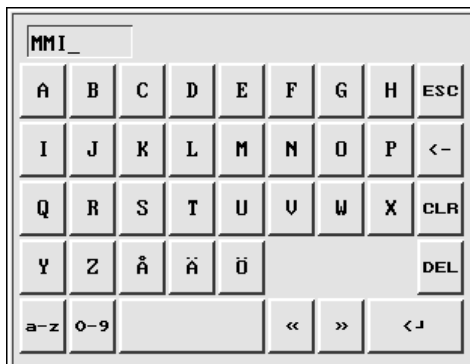 MMI_
A B C D E F G H ESC
I J K L M N O P <-
Q R S T U V W X CLR
Y Z Å Ä Ö DEL
a-z 0-9 << >> ↵